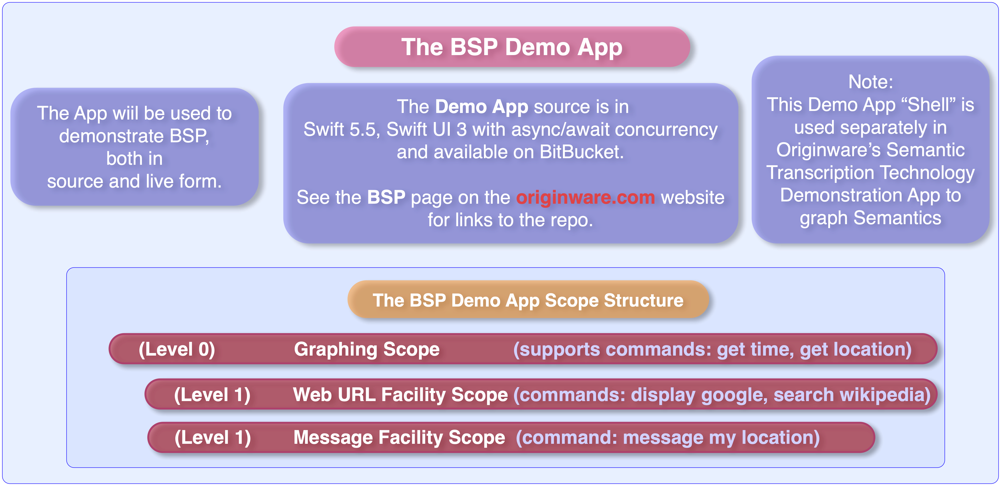 The BSP Demo App
The App wiil be used to
demonstrate BSP,
both in
source and live form.
The Demo App source is in
Swift 5.5, Swift UI 3 with async/await concurrency
and available on BitBucket.
See the BSP page on the originware.com website
for links to the repo.
Note:
This Demo App “Shell” is
used separately in
Originware’s Semantic
Transcription Technology
Demonstration App to
graph Semantics
The BSP Demo App Scope Structure
(Level 0) Graphing Scope (supports commands: get time, get location)
(Level 1) Web URL Facility Scope (commands: display google, search wikipedia)
(Level 1) Message Facility Scope (command: message my location)